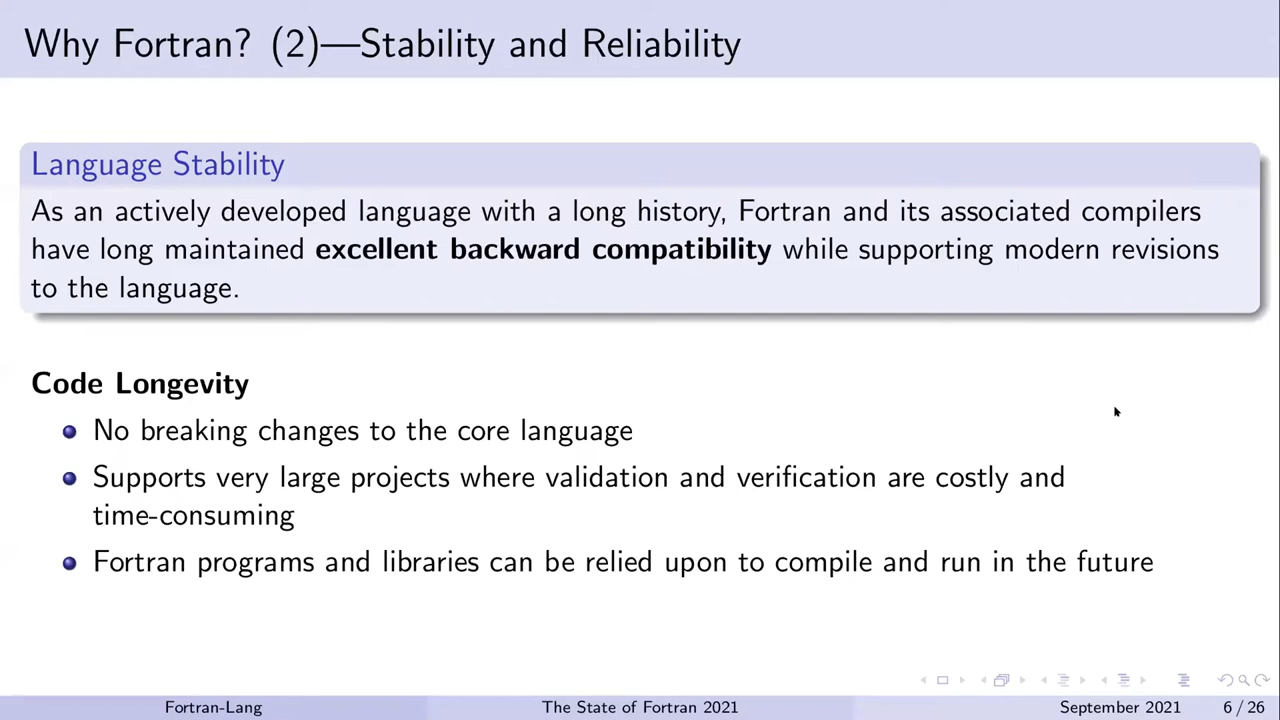 Why Fortran? (2)—Stability and Reliability
Language Stability
As an actively developed language with a long history, Fortran and its associated compilers
have long maintained excellent backward compatibility while supporting modern revisions
to the language.
Code Longevity
No breaking changes to the core language
Supports very large projects where validation and verification are costly and
time-consuming
Fortran programs and libraries can be relied upon to compile and run in the future
Fortran-Lang
The State of Fortran 2021
September 2021
6 / 26